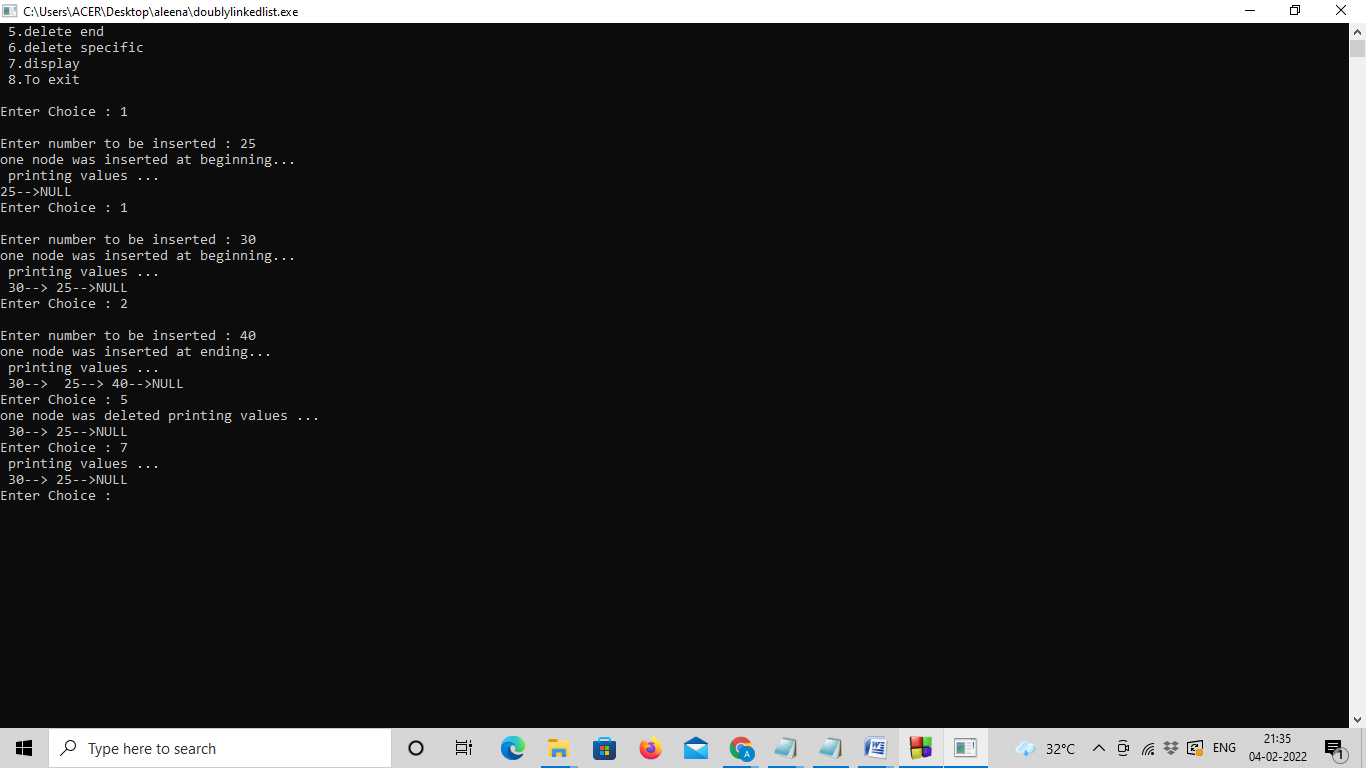 C:\Users\ACER\Desktop\aleena\doublylinkedlist.exe
5.delete end
6.delete specific
7.display
8.To exit
Enter Choice : 1
Enter number to be inserted : 25
one node was inserted at beginning...
printing values ...
25-->NULL
Enter Choice : 1
Enter number to be inserted : 30
one node was inserted at beginning...
printing values ...
30--> 25-->NULL
Enter Choice : 2
Enter number to be inserted : 40
one node was inserted at ending...
printing values ...
30-->  25--> 40-->NULL
Enter Choice : 5
one node was deleted printing values ...
30--> 25-->NULL
Enter Choice : 7
printing values ...
30--> 25-->NULL
Enter Choice :
Type here to search
A
W
32°C
ENG
21:35
04-02-2022
1